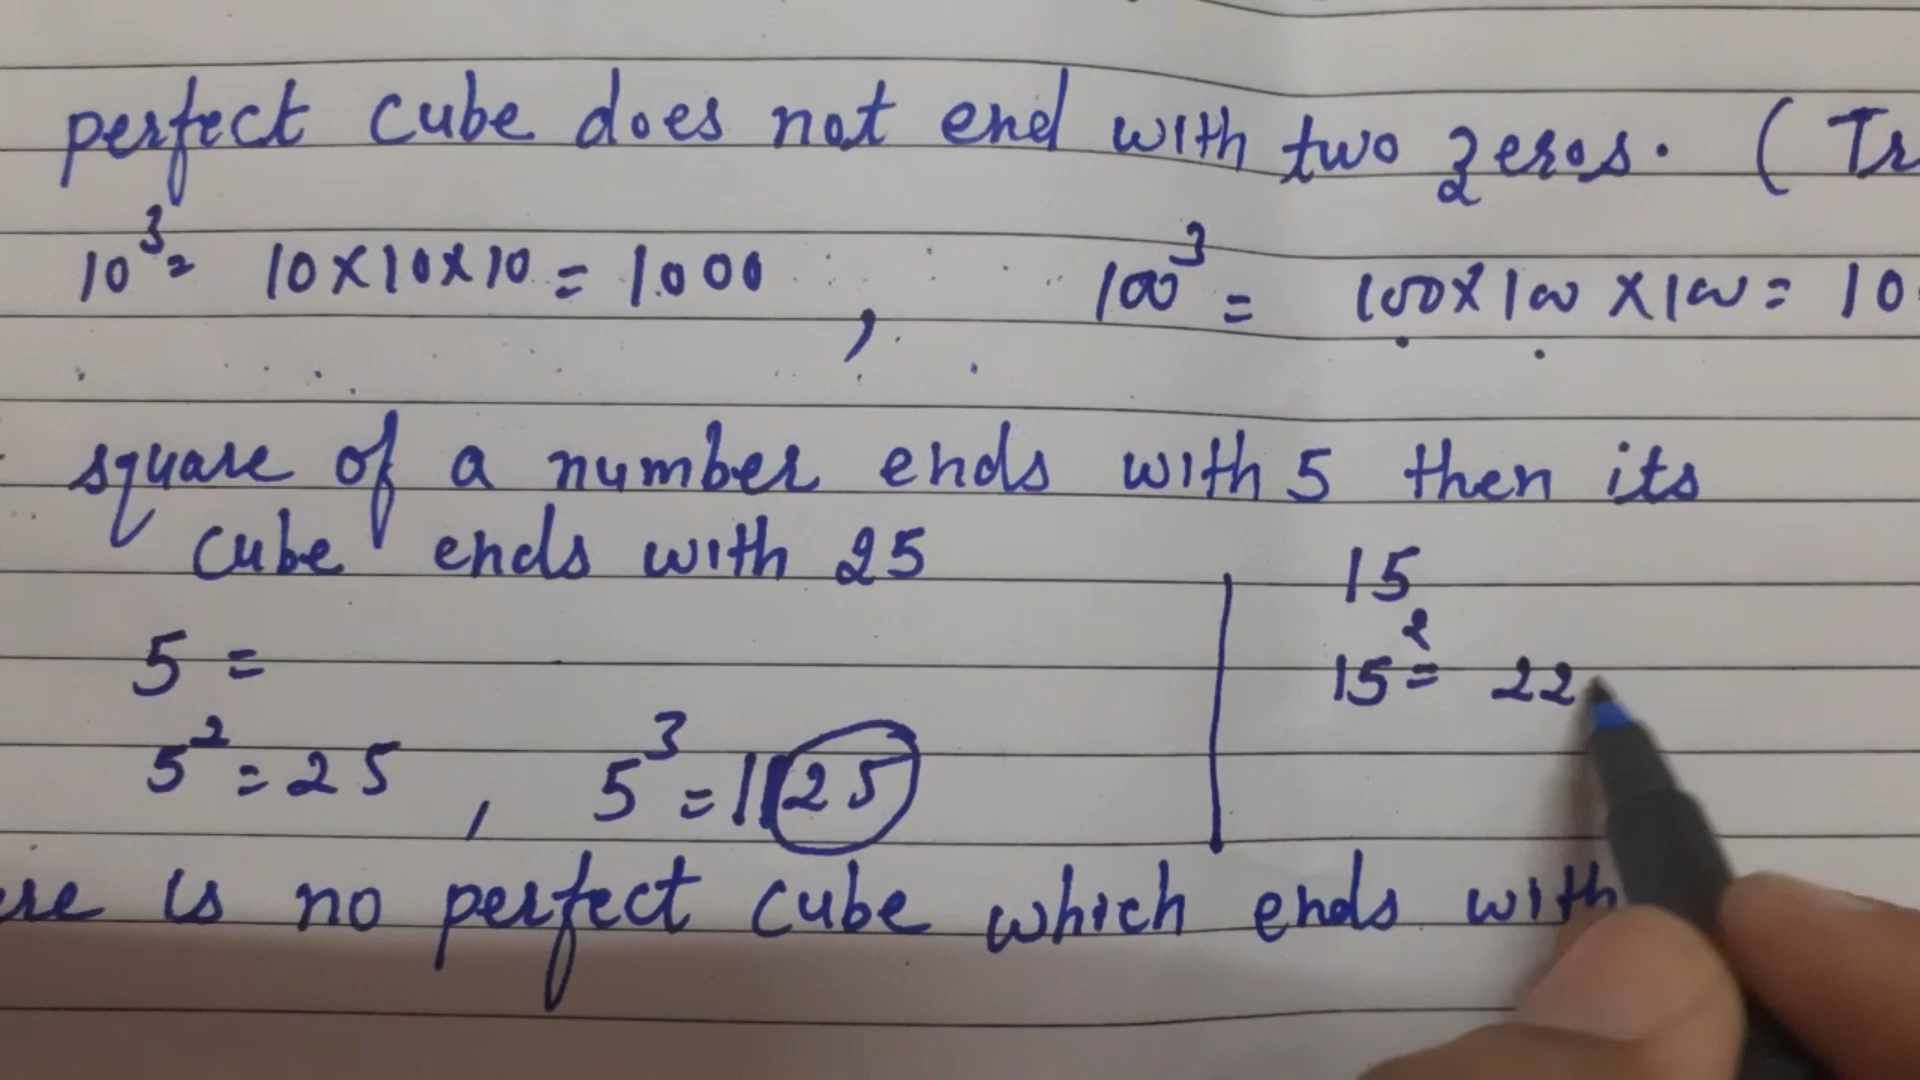 perfect cube does not end with two zeros. (Tr
10³= 10×10×10 = 1000 , 100³ = 100×100×100= 10
square of a number ends with 5 then its
cube ends with 25
15
5 =
15²= 22
5²=25 , 5³=125
is no perfect cube which ends with